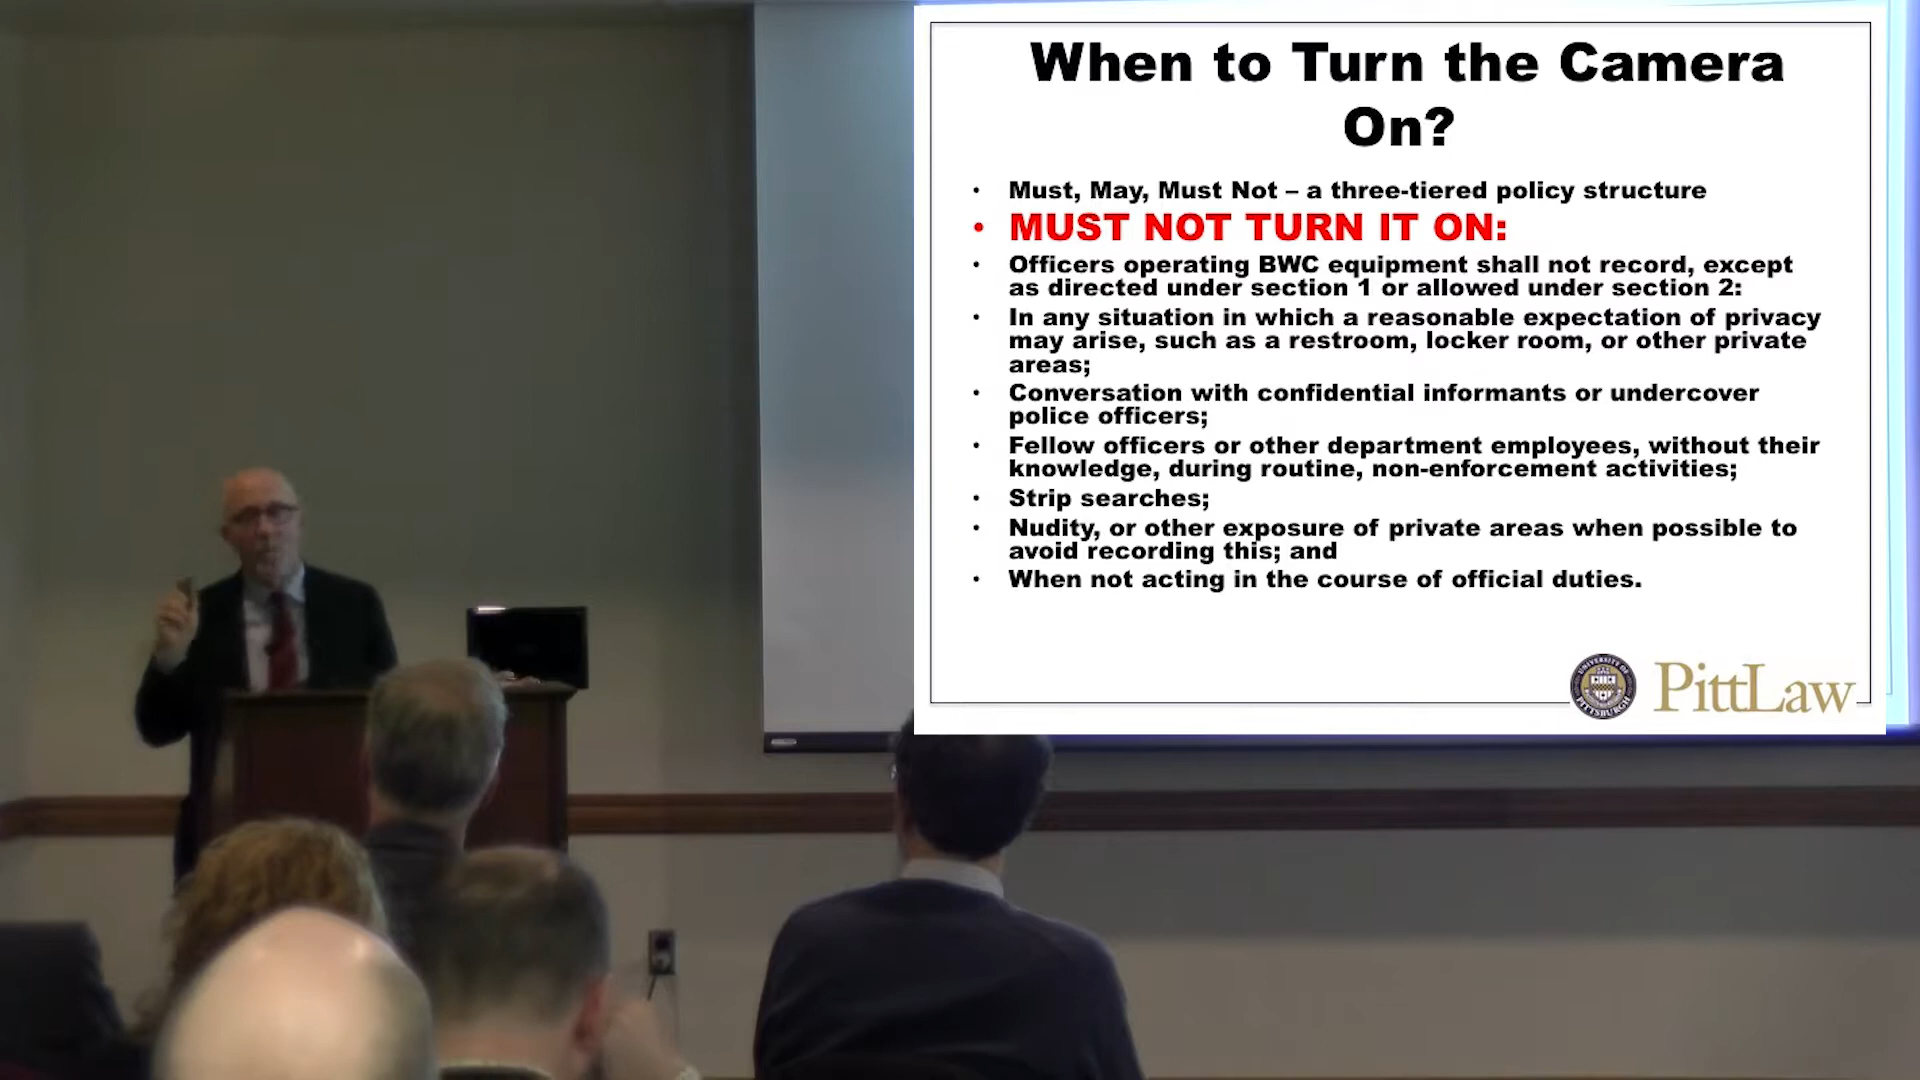 When to Turn the Camera
On?
• Must, May, Must Not – a three-tiered policy structure
• MUST NOT TURN IT ON:
• Officers operating BWC equipment shall not record, except
as directed under section 1 or allowed under section 2:
• In any situation in which a reasonable expectation of privacy
may arise, such as a restroom, locker room, or other private
areas;
• Conversation with confidential informants or undercover
police officers;
• Fellow officers or other department employees, without their
knowledge, during routine, non-enforcement activities;
• Strip searches;
• Nudity, or other exposure of private areas when possible to
avoid recording this; and
• When not acting in the course of official duties.
UNIVERSITY OF
PITTSBURGH
PittLaw